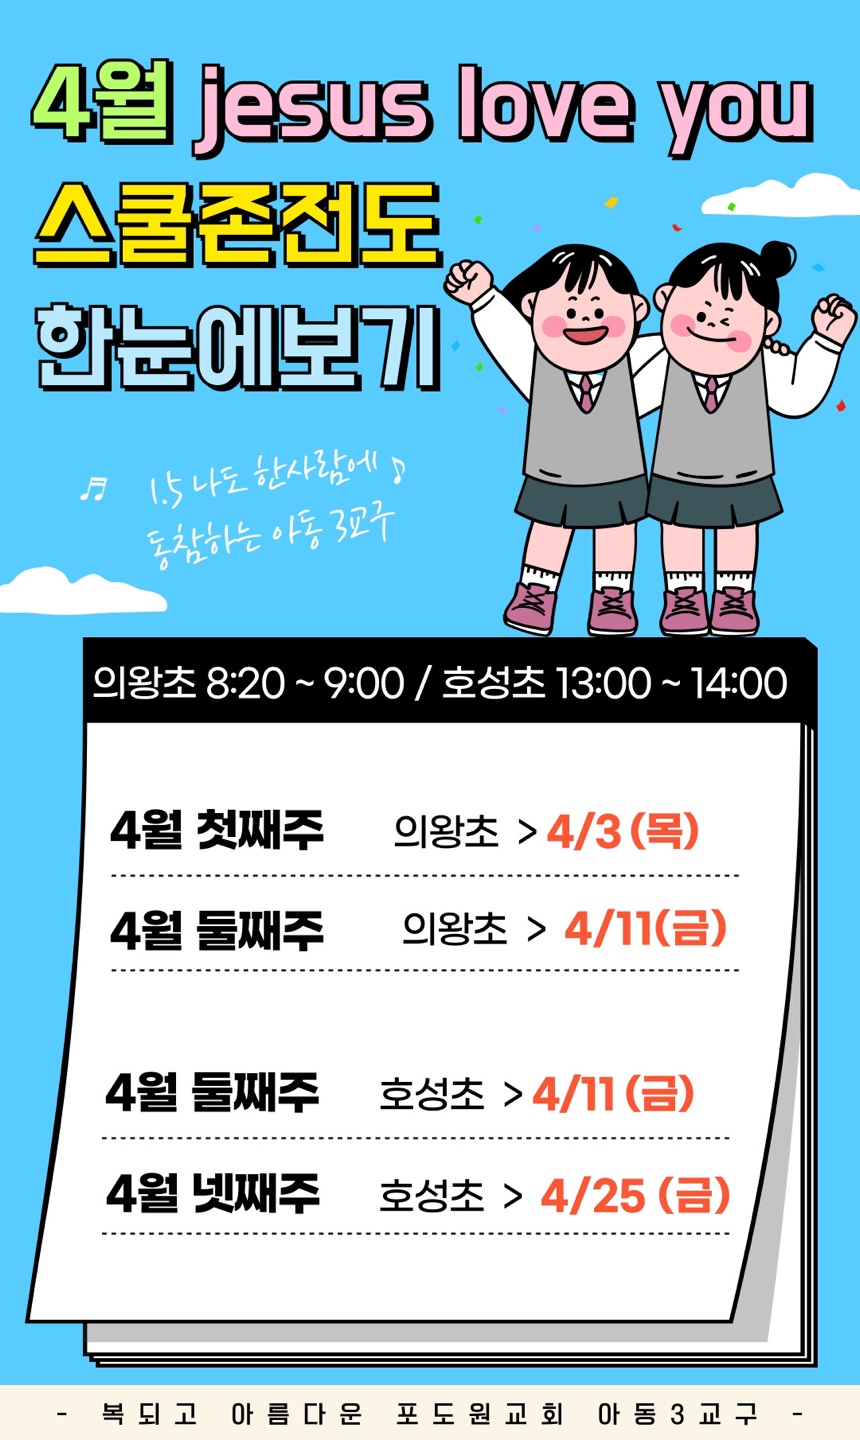 4월 jesus love you
스쿨존전도
한눈에보기
1.5 나도 한사람에
동참하는 아동 3교구
의왕초 8:20 ~ 9:00 / 호성초 13:00 ~ 14:00
4월 첫째주 의왕초 > 4/3 (목)
4월 둘째주 의왕초 > 4/11(금)
4월 둘째주 호성초 > 4/11 (금)
4월 넷째주 호성초 > 4/25 (금)
- 복되고 아름다운 포도원교회 아동3교구 -